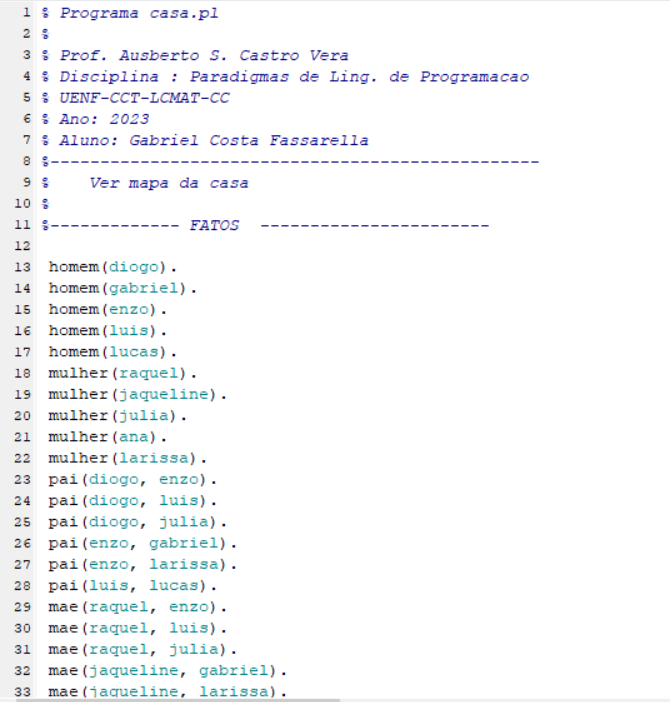 1 % Programa casa.pl
2 %
3 % Prof. Ausberto S. Castro Vera
4 % Disciplina : Paradigmas de Ling. de Programacao
5 % UENF-CCT-LCMAT-CC
6 % Ano: 2023
7 % Aluno: Gabriel Costa Fassarella
8 %-------------------------------------------------
9 %    Ver mapa da casa
10 %
11 %------------- FATOS  -----------------------
12
13 homem(diogo).
14 homem(gabriel).
15 homem(enzo).
16 homem(luis).
17 homem(lucas).
18 mulher(raquel).
19 mulher(jaqueline).
20 mulher(julia).
21 mulher(ana).
22 mulher(larissa).
23 pai(diogo, enzo).
24 pai(diogo, luis).
25 pai(diogo, julia).
26 pai(enzo, gabriel).
27 pai(enzo, larissa).
28 pai(luis, lucas).
29 mae(raquel, enzo).
30 mae(raquel, luis).
31 mae(raquel, julia).
32 mae(jaqueline, gabriel).
33 mae(jaqueline, larissa).